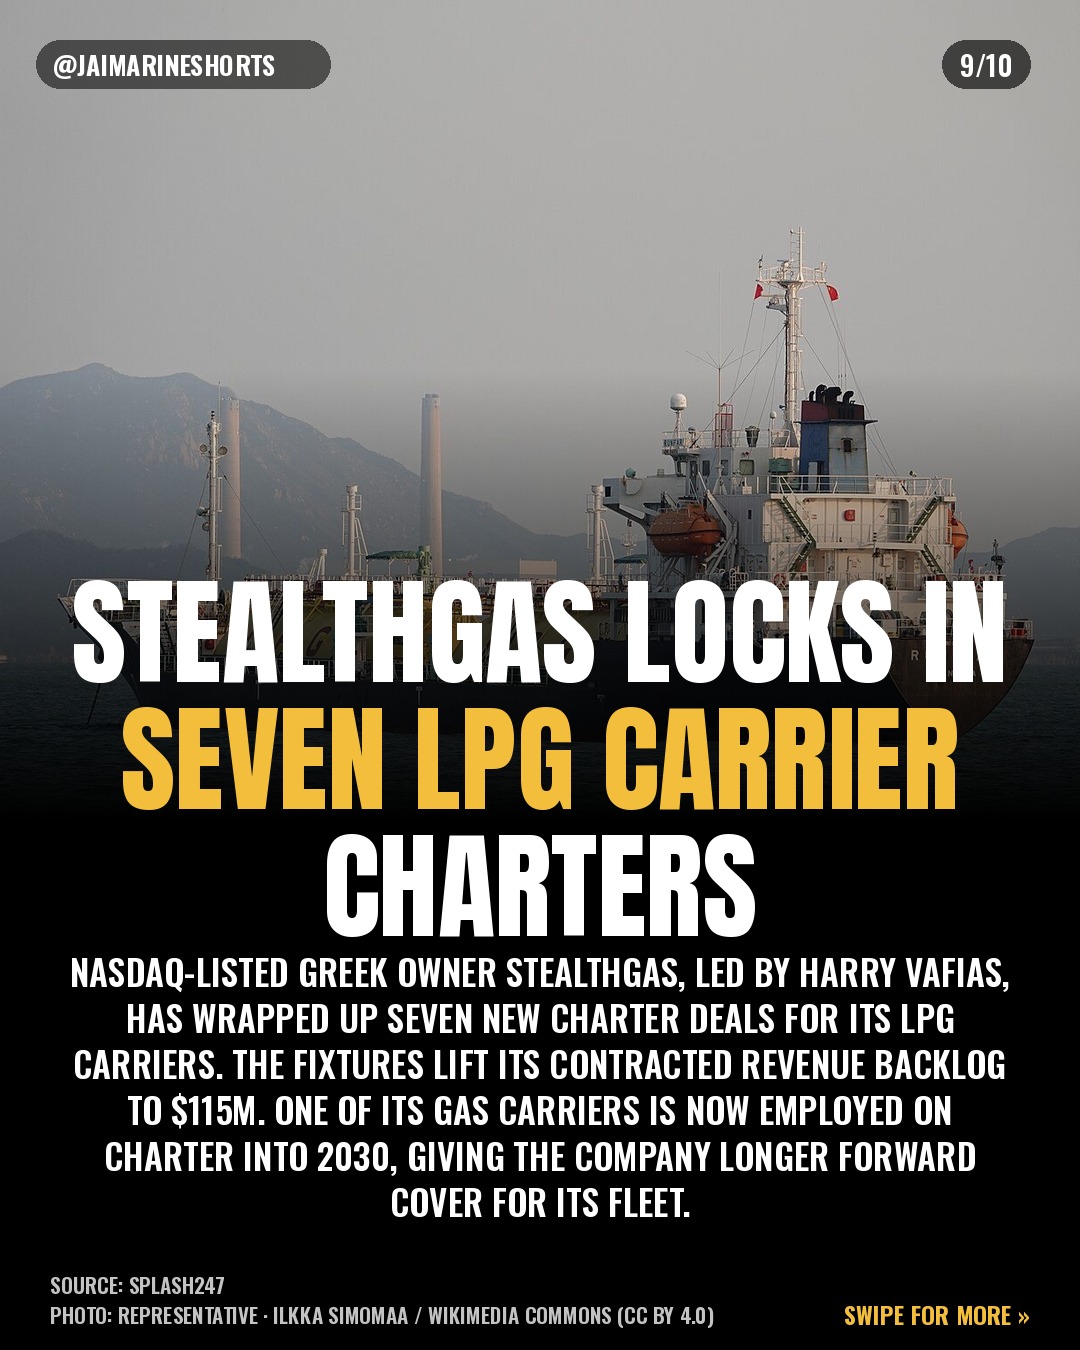 @JAIMARINESHORTS
9/10
RUNFAR
STEALTHGAS LOCKS IN
SEVEN LPG CARRIER
CHARTERS
NASDAQ-LISTED GREEK OWNER STEALTHGAS, LED BY HARRY VAFIAS,
HAS WRAPPED UP SEVEN NEW CHARTER DEALS FOR ITS LPG
CARRIERS. THE FIXTURES LIFT ITS CONTRACTED REVENUE BACKLOG
TO $115M. ONE OF ITS GAS CARRIERS IS NOW EMPLOYED ON
CHARTER INTO 2030, GIVING THE COMPANY LONGER FORWARD
COVER FOR ITS FLEET.
SOURCE: SPLASH247
PHOTO: REPRESENTATIVE · ILKKA SIMOMAA / WIKIMEDIA COMMONS (CC BY 4.0)
SWIPE FOR MORE »